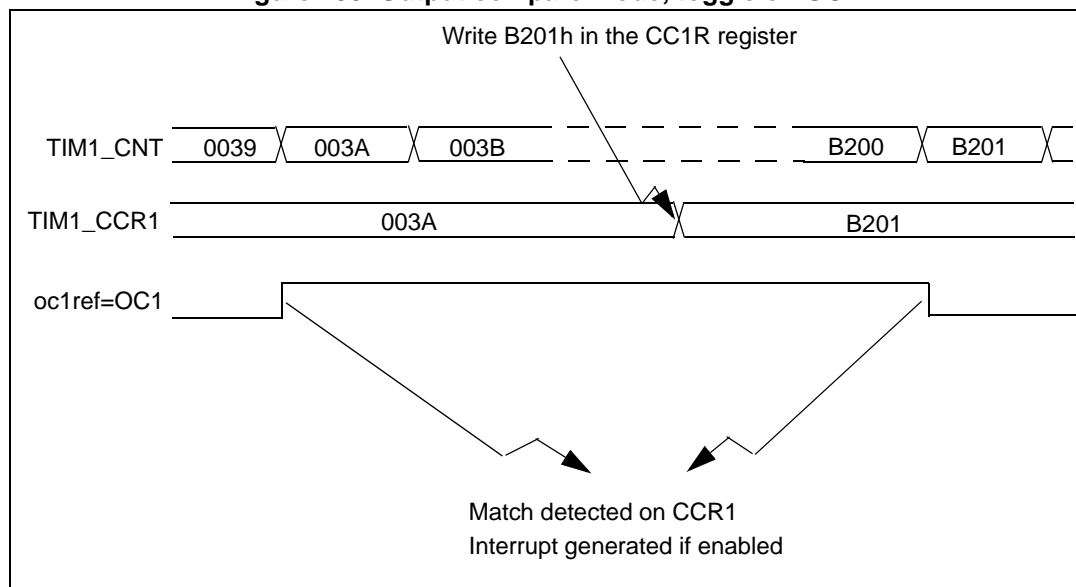 Write B201h in the CC1R register
TIM1_CNT 0039 003A 003B B200 B201
TIM1_CCR1 003A B201
oc1ref=OC1
Match detected on CCR1
Interrupt generated if enabled